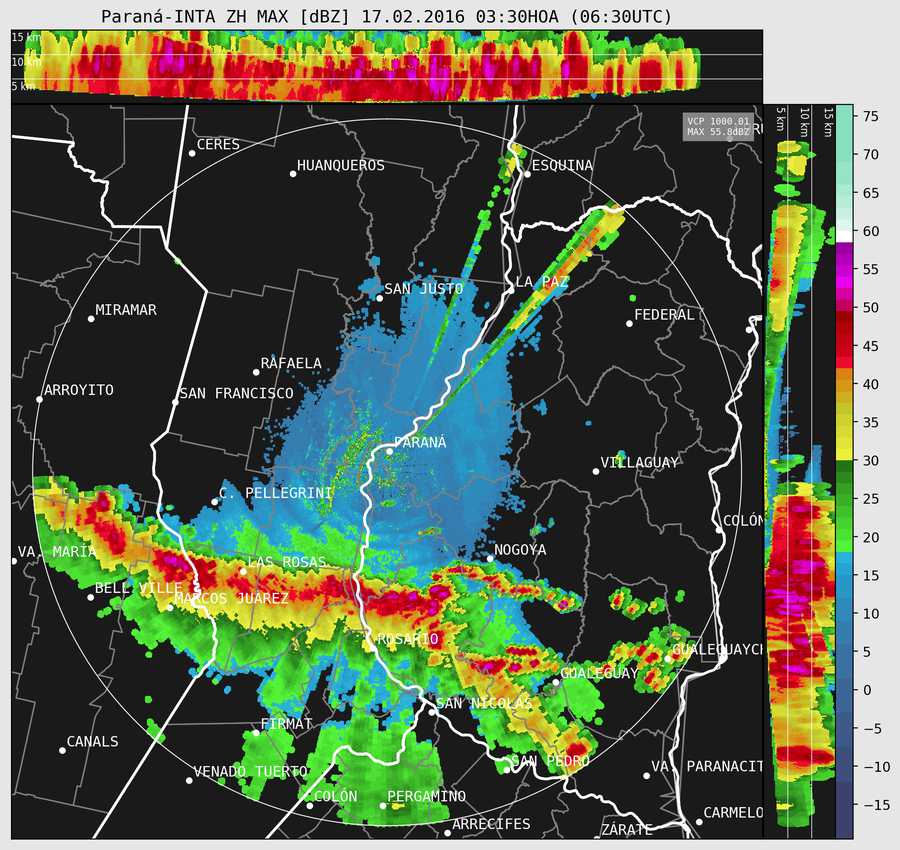 Paraná-INTA ZH MAX [dBZ] 17.02.2016 03:30HOA (06:30UTC)
15 km
10 km
5 km
5 km
10 km
15 km
VCP 1000.01
MAX 55.8dBZ
75
70
65
60
55
50
45
40
35
30
25
20
15
10
5
0
−5
−10
−15
CERES
HUANQUEROS
ESQUINA
SAN JUSTO
LA PAZ
MIRAMAR
FEDERAL
RAFAELA
ARROYITO
SAN FRANCISCO
PARANÁ
VILLAGUAY
C. PELLEGRINI
COLÓN
VA. MARÍA
NOGOYA
LAS ROSAS
BELL VILLE
MARCOS JUÁREZ
ROSARIO
GUALEGUAYCH
GUALEGUAY
SAN NICOLÁS
FIRMAT
CANALS
SAN PEDRO
VENADO TUERTO
VA. PARANACIT
COLÓN
PERGAMINO
CARMELO
ARRECIFES
ZÁRATE